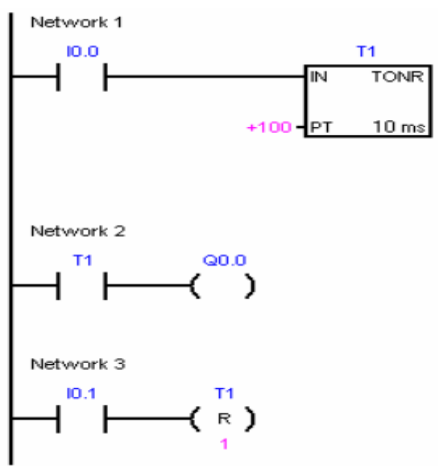 Network 1
I0.0
T1
IN TONR
+100 PT 10 ms
Network 2
T1 Q0.0
Network 3
I0.1 T1
R
1